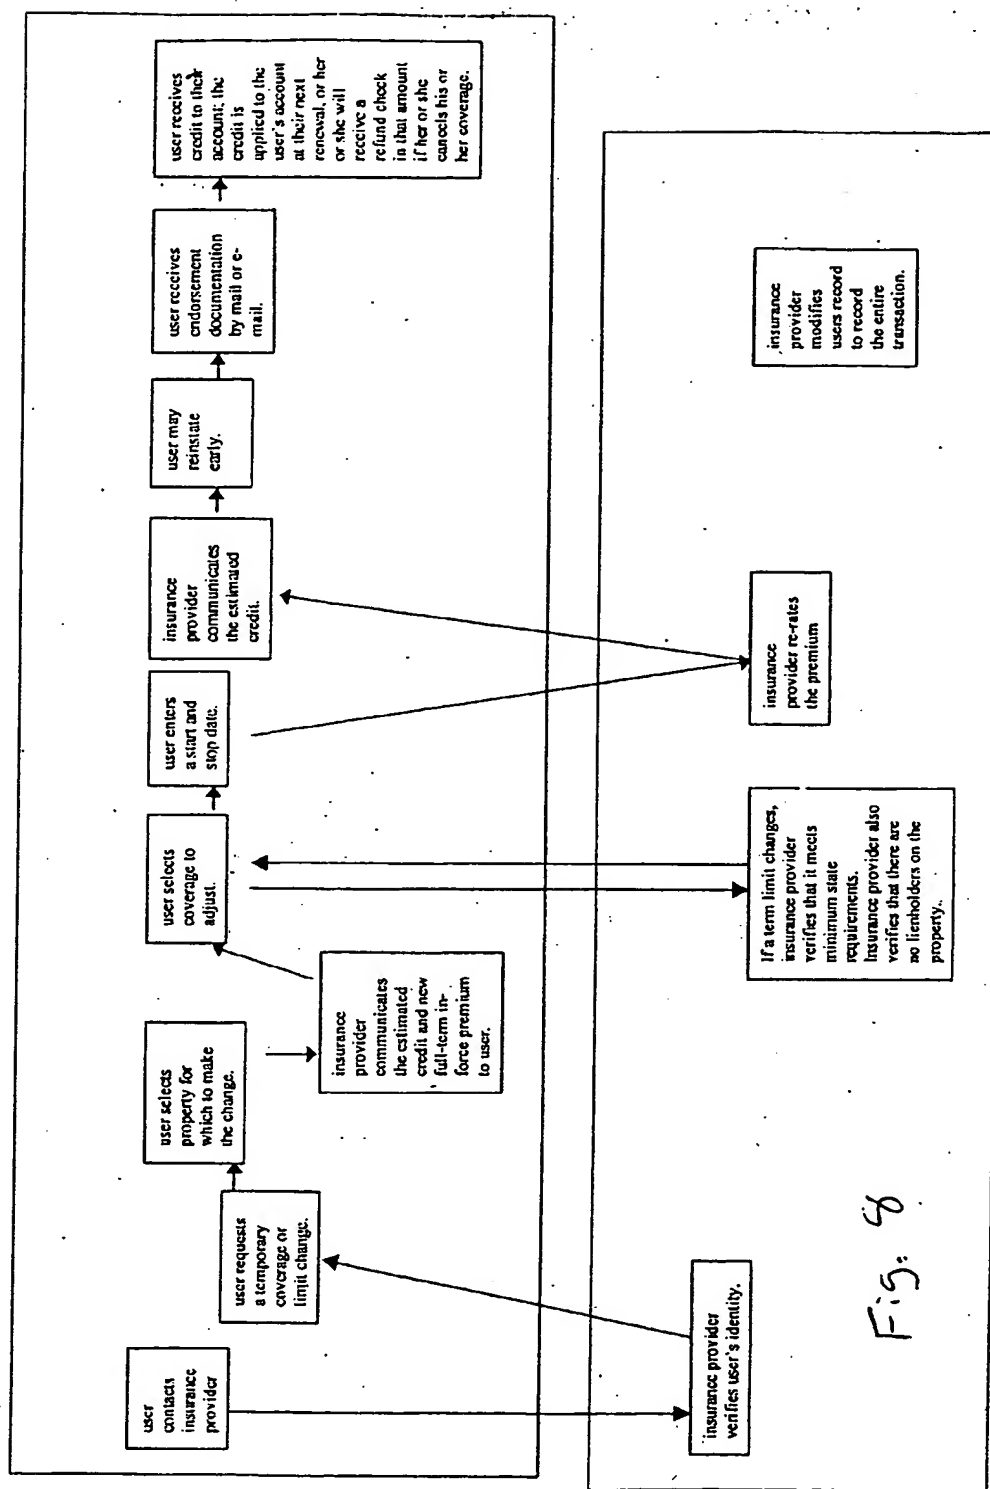 user
contacts
insurance
provider
insurance provider
verifies user's identity.
user requests
a temporary
coverage or
limit change.
user selects
property for
which to make
the change.
insurance
provider
communicates
the estimated
credit and new
full-term in-
force premium
to user.
user selects
coverage to
adjust.
If a term limit changes,
insurance provider
verifies that it meets
minimum state
requirements.
Insurance provider also
verifies that there are
no lienholders on the
property..
user enters
a start and
stop date.
insurance
provider re-rates
the premium
insurance
provider
communicates
the estimated
credit.
user may
reinstate
early.
user receives
endorsement
documentation
by mail or e-
mail.
user receives
credit to their
account; the
credit is
applied to the
user's account
at their next
renewal, or her
or she will
receive a
refund check
in that amount
if her or she
cancels his or
her coverage.
insurance
provider
modifies
users record
to record
the entire
transaction.
Fig. 8